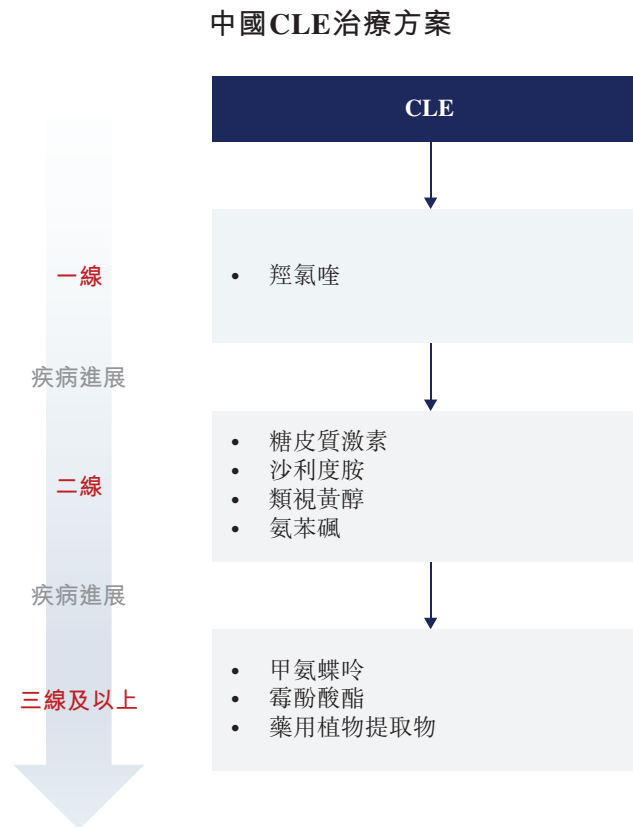 中國CLE治療方案
CLE
一線
• 羥氯喹
疾病進展
二線
• 糖皮質激素
• 沙利度胺
• 類視黃醇
• 氨苯碸
疾病進展
三線及以上
• 甲氨蝶呤
• 霉酚酸酯
• 藥用植物提取物